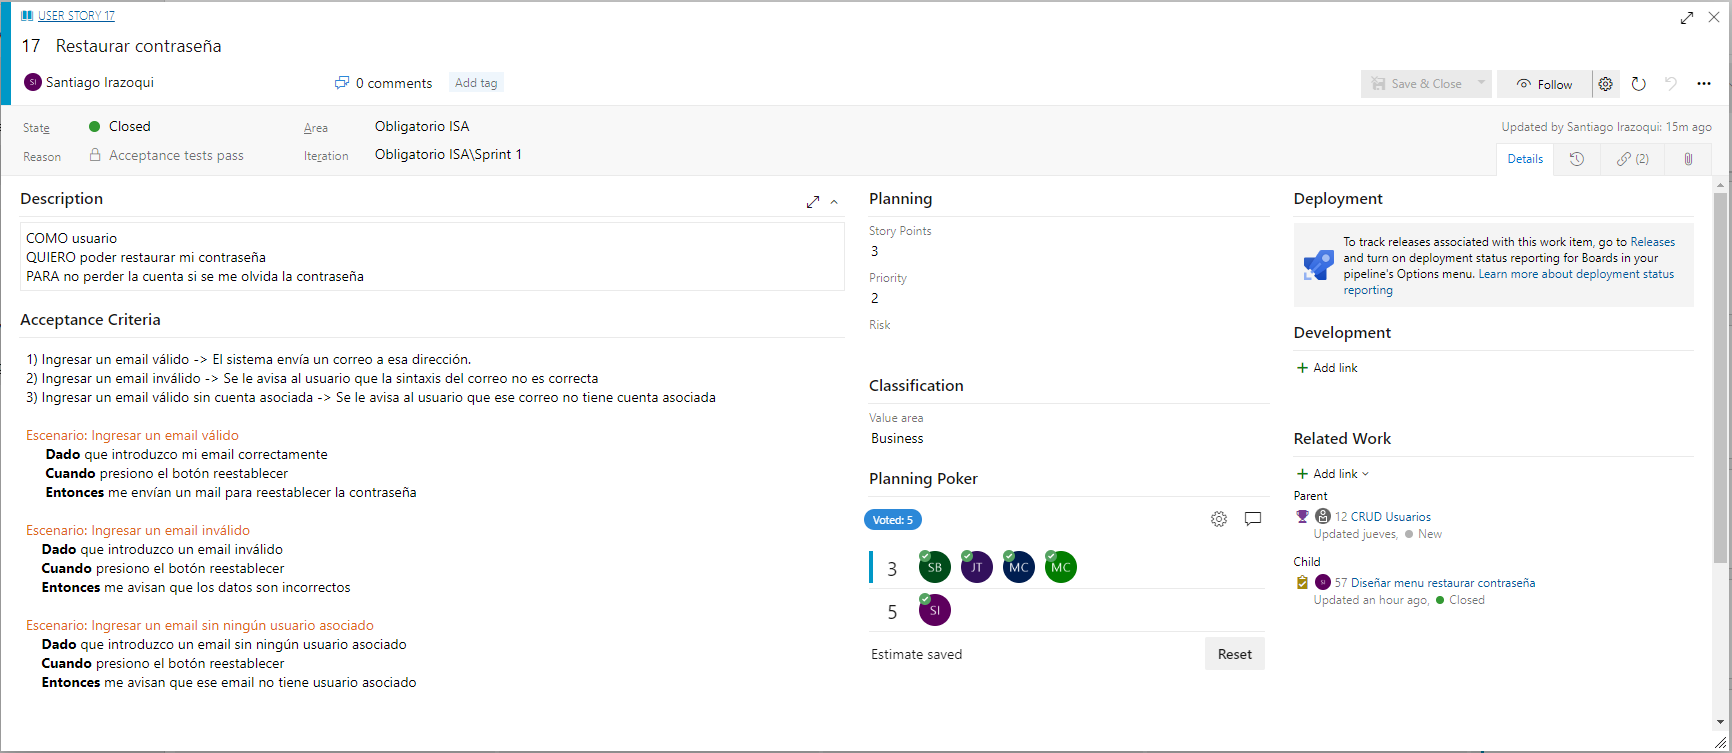 USER STORY 17
17 Restaurar contraseña
SI Santiago Irazoqui
0 comments
Add tag
Save & Close
Follow
State
Closed
Area
Obligatorio ISA
Reason
Acceptance tests pass
Iteration
Obligatorio ISA\Sprint 1
Updated by Santiago Irazoqui: 15m ago
Details
(2)
Description
COMO usuario
QUIERO poder restaurar mi contraseña
PARA no perder la cuenta si se me olvida la contraseña
Acceptance Criteria
1) Ingresar un email válido -> El sistema envía un correo a esa dirección.
2) Ingresar un email inválido -> Se le avisa al usuario que la sintaxis del correo no es correcta
3) Ingresar un email válido sin cuenta asociada -> Se le avisa al usuario que ese correo no tiene cuenta asociada
Escenario: Ingresar un email válido
Dado que introduzco mi email correctamente
Cuando presiono el botón reestablecer
Entonces me envían un mail para reestablecer la contraseña
Escenario: Ingresar un email inválido
Dado que introduzco un email inválido
Cuando presiono el botón reestablecer
Entonces me avisan que los datos son incorrectos
Escenario: Ingresar un email sin ningún usuario asociado
Dado que introduzco un email sin ningún usuario asociado
Cuando presiono el botón reestablecer
Entonces me avisan que ese email no tiene usuario asociado
Planning
Story Points
3
Priority
2
Risk
Classification
Value area
Business
Planning Poker
Voted: 5
3 SB JT MC MC
5 SI
Estimate saved
Reset
Deployment
To track releases associated with this work item, go to Releases
and turn on deployment status reporting for Boards in your
pipeline's Options menu. Learn more about deployment status
reporting
Development
Add link
Related Work
Add link
Parent
12 CRUD Usuarios
Updated jueves, New
Child
SI 57 Diseñar menu restaurar contraseña
Updated an hour ago, Closed